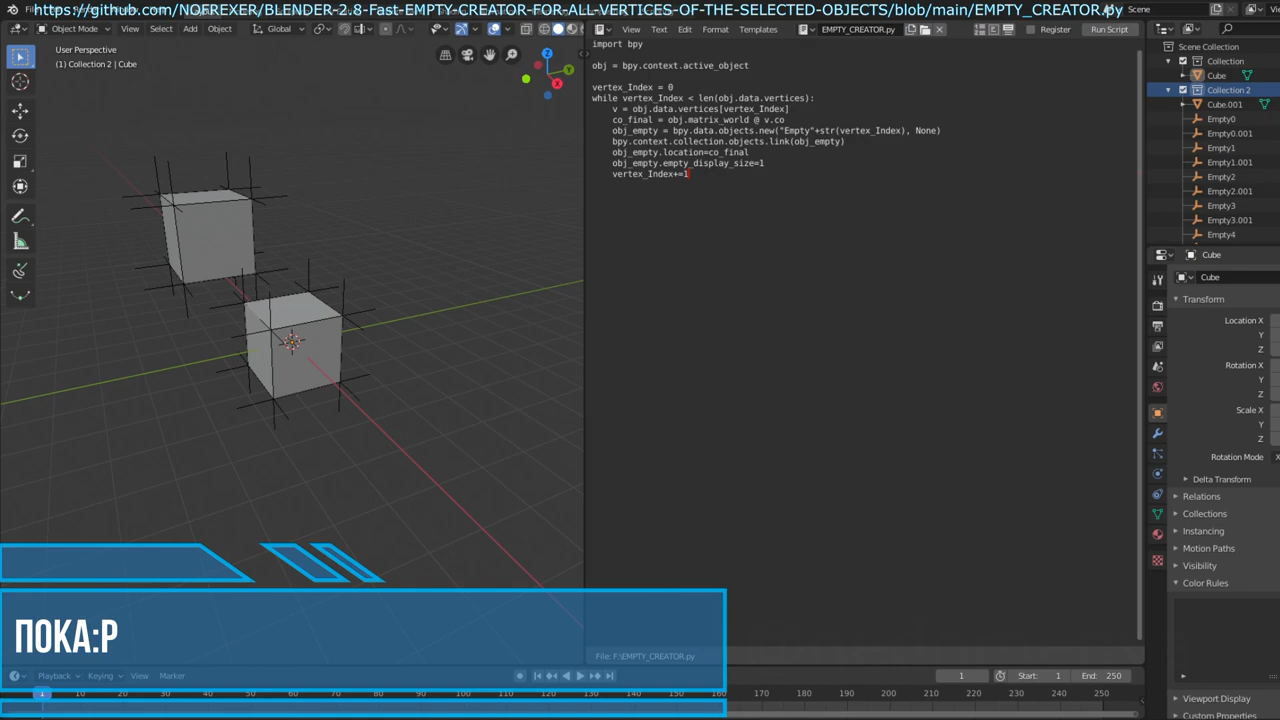 https://github.com/NOFREXER/BLENDER-2.8-Fast-EMPTY-CREATOR-FOR-ALL-VERTICES-OF-THE-SELECTED-OBJECTS/blob/main/EMPTY_CREATOR.py
Scene
Object Mode View Select Add Object Global
View Text Edit Format Templates EMPTY_CREATOR.py Register Run Script
User Perspective
(1) Collection 2 | Cube
Z
Y
X
import bpy
obj = bpy.context.active_object
vertex_Index = 0
while vertex_Index < len(obj.data.vertices):
v = obj.data.vertices[vertex_Index]
co_final = obj.matrix_world @ v.co
obj_empty = bpy.data.objects.new("Empty"+str(vertex_Index), None)
bpy.context.collection.objects.link(obj_empty)
obj_empty.location=co_final
obj_empty.empty_display_size=1
vertex_Index+=1
Scene Collection
Collection
Cube
Collection 2
Cube.001
Empty0
Empty0.001
Empty1
Empty1.001
Empty2
Empty2.001
Empty3
Empty3.001
Empty4
Cube
Cube
Transform
Location X
Y
Z
Rotation X
Y
Z
Scale X
Y
Z
Rotation Mode
Delta Transform
Relations
Collections
Instancing
Motion Paths
Visibility
Color Rules
Viewport Display
Custom Properties
ПОКА:Р
File: F:\EMPTY_CREATOR.py
Playback Keying View Marker
1 Start: 1 End: 250
1 10 20 30 40 50 60 70 80 90 100 110 120 130 140 150 160 170 180 190 200 210 220 230 240 250